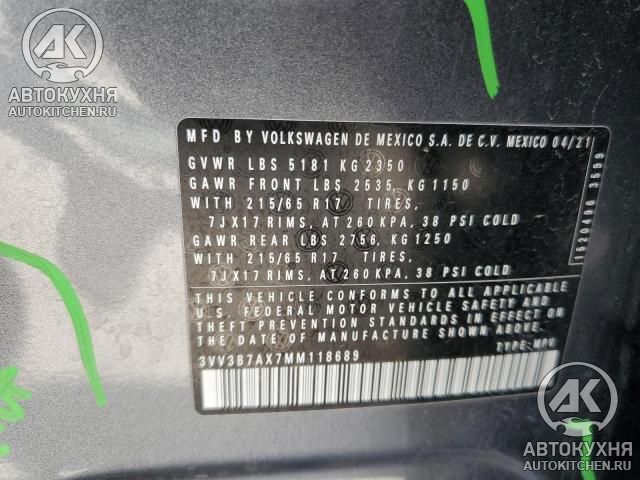 AK
АВТОКУХНЯ
AUTOKITCHEN.RU
MFD BY VOLKSWAGEN DE MEXICO S.A. DE C.V. MEXICO 04/21
GVWR LBS 5181 KG 2350
GAWR FRONT LBS 2535, KG 1150
WITH 215/65 R17 TIRES,
7JX17 RIMS, AT 260 KPA, 38 PSI COLD
GAWR REAR LBS 2756, KG 1250
WITH 215/65 R17 TIRES,
7JX17 RIMS, AT 260 KPA, 38 PSI COLD
1520496 3599
THIS VEHICLE CONFORMS TO ALL APPLICABLE
U.S. FEDERAL MOTOR VEHICLE SAFETY AND
THEFT PREVENTION STANDARDS IN EFFECT ON
THE DATE OF MANUFACTURE SHOWN ABOVE.
3VV3B7AX7MM118689 TYPE: MPV
AK
АВТОКУХНЯ
AUTOKITCHEN.RU